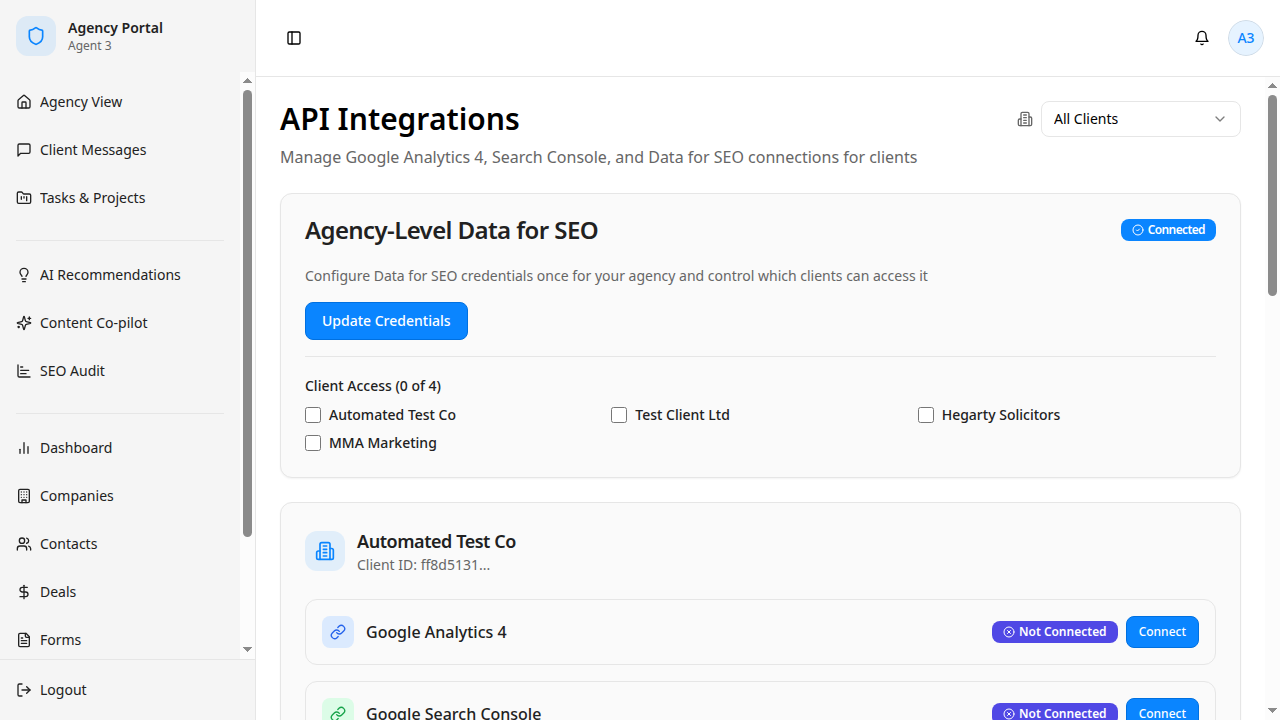 Agency Portal
Agent 3
Agency View
Client Messages
Tasks & Projects
AI Recommendations
Content Co-pilot
SEO Audit
Dashboard
Companies
Contacts
Deals
Forms
Logout
A3
API Integrations
All Clients
Manage Google Analytics 4, Search Console, and Data for SEO connections for clients
Agency-Level Data for SEO
Connected
Configure Data for SEO credentials once for your agency and control which clients can access it
Update Credentials
Client Access (0 of 4)
Automated Test Co
Test Client Ltd
Hegarty Solicitors
MMA Marketing
Automated Test Co
Client ID: ff8d5131...
Google Analytics 4
Not Connected
Connect
Google Search Console
Not Connected
Connect